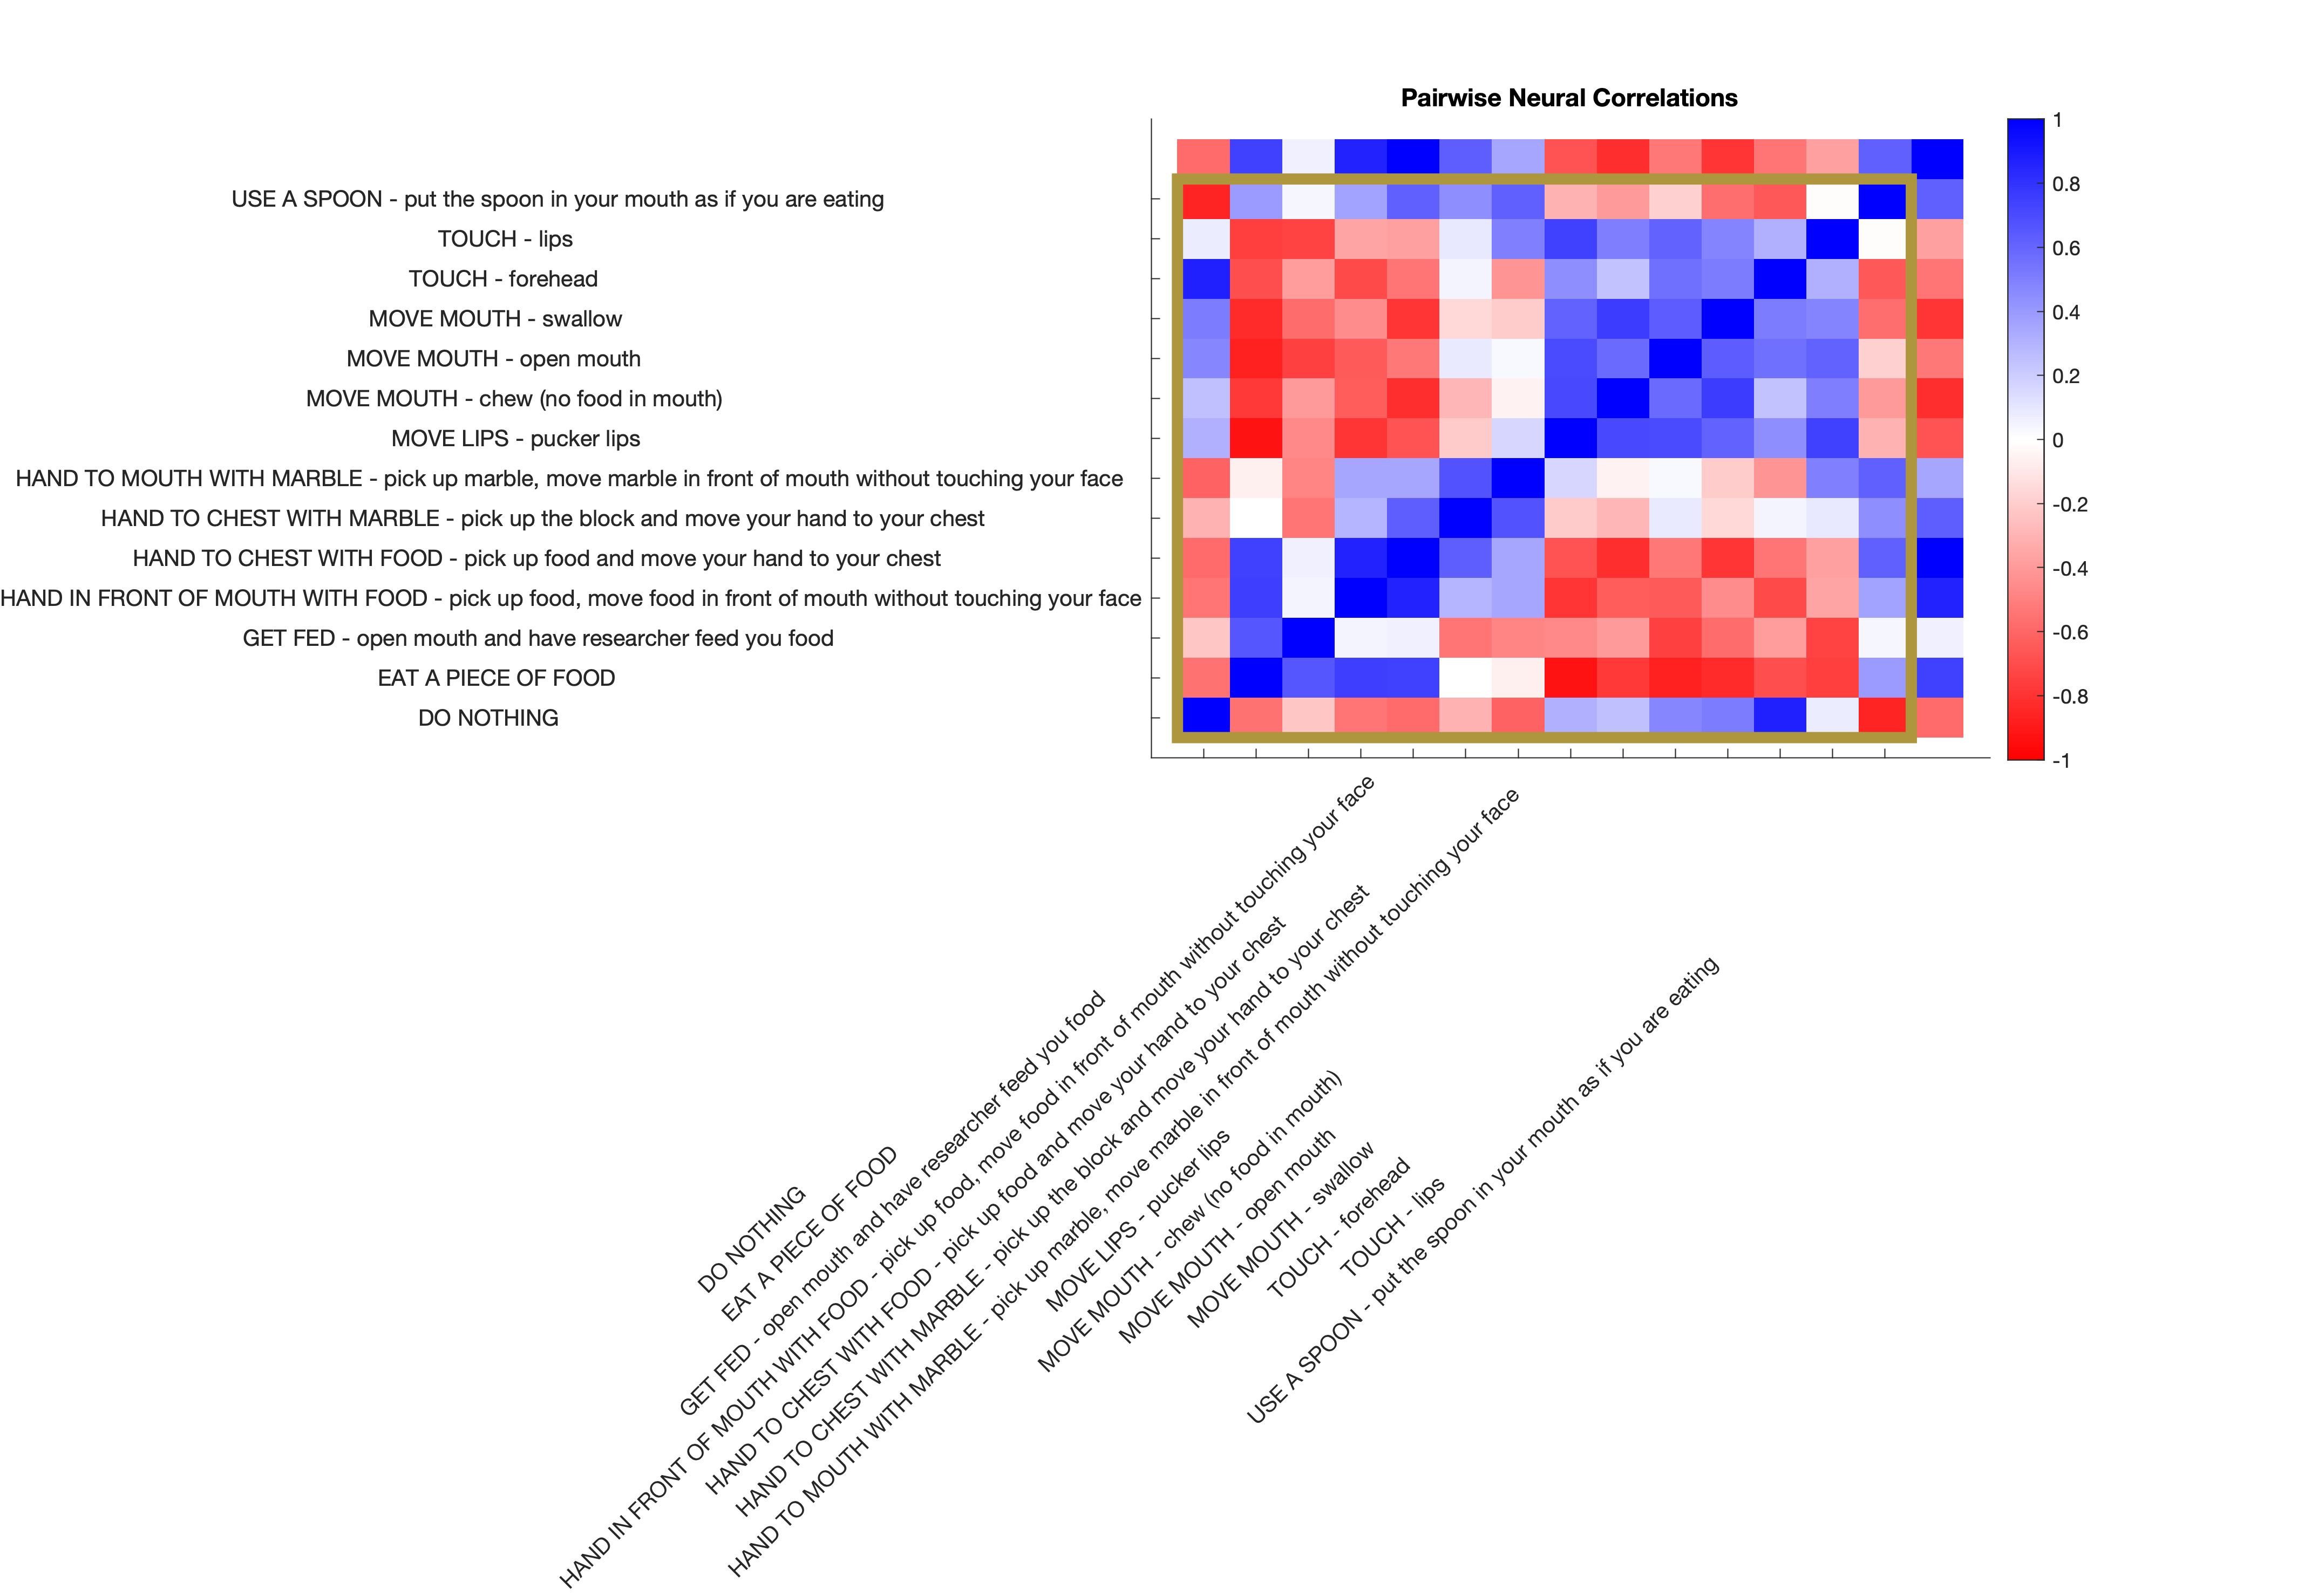 Pairwise Neural Correlations
USE A SPOON - put the spoon in your mouth as if you are eating
TOUCH - lips
TOUCH - forehead
MOVE MOUTH - swallow
MOVE MOUTH - open mouth
MOVE MOUTH - chew (no food in mouth)
MOVE LIPS - pucker lips
HAND TO MOUTH WITH MARBLE - pick up marble, move marble in front of mouth without touching your face
HAND TO CHEST WITH MARBLE - pick up the block and move your hand to your chest
HAND TO CHEST WITH FOOD - pick up food and move your hand to your chest
HAND IN FRONT OF MOUTH WITH FOOD - pick up food, move food in front of mouth without touching your face
GET FED - open mouth and have researcher feed you food
EAT A PIECE OF FOOD
DO NOTHING
1
0.8
0.6
0.4
0.2
0
-0.2
-0.4
-0.6
-0.8
-1
DO NOTHING
EAT A PIECE OF FOOD
GET FED - open mouth and have researcher feed you food
HAND IN FRONT OF MOUTH WITH FOOD - pick up food, move food in front of mouth without touching your face
HAND TO CHEST WITH FOOD - pick up food and move your hand to your chest
HAND TO CHEST WITH MARBLE - pick up the block and move your hand to your chest
HAND TO MOUTH WITH MARBLE - pick up marble, move marble in front of mouth without touching your face
MOVE LIPS - pucker lips
MOVE MOUTH - chew (no food in mouth)
MOVE MOUTH - open mouth
MOVE MOUTH - swallow
TOUCH - forehead
TOUCH - lips
USE A SPOON - put the spoon in your mouth as if you are eating